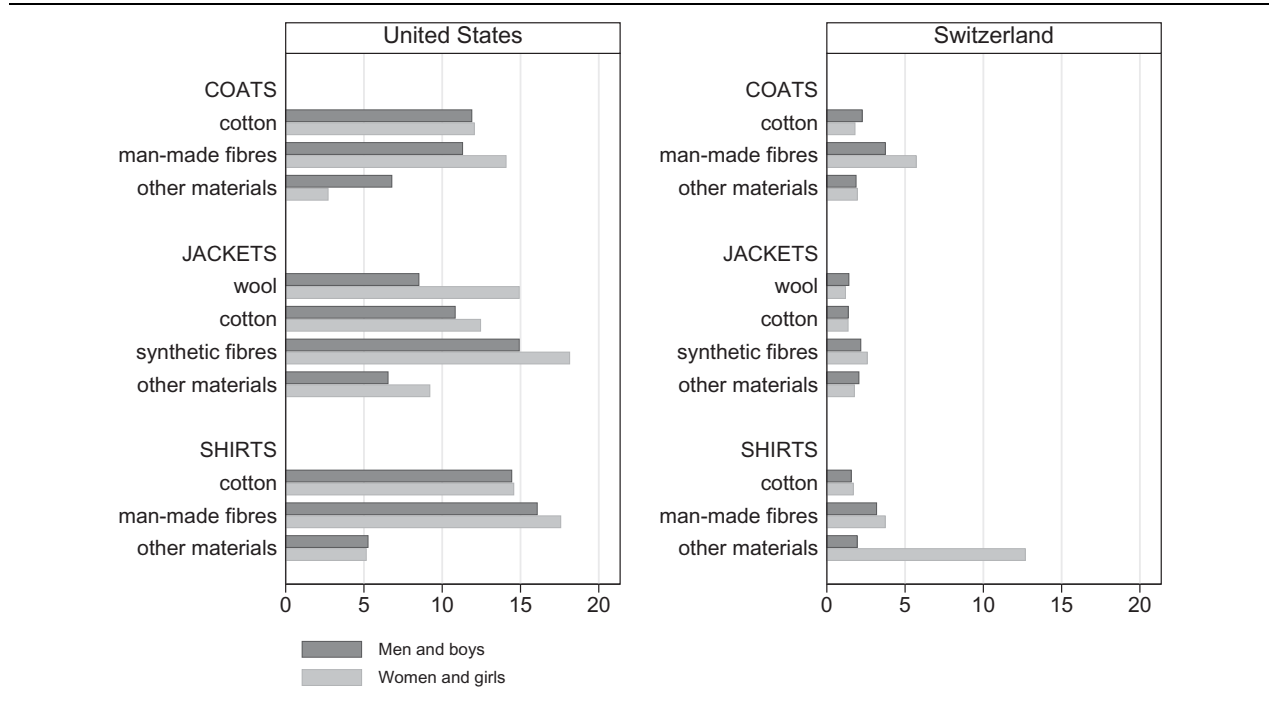 United States
COATS
cotton
man-made fibres
other materials
JACKETS
wool
cotton
synthetic fibres
other materials
SHIRTS
cotton
man-made fibres
other materials
0 5 10 15 20
Switzerland
COATS
cotton
man-made fibres
other materials
JACKETS
wool
cotton
synthetic fibres
other materials
SHIRTS
cotton
man-made fibres
other materials
0 5 10 15 20
Men and boys
Women and girls